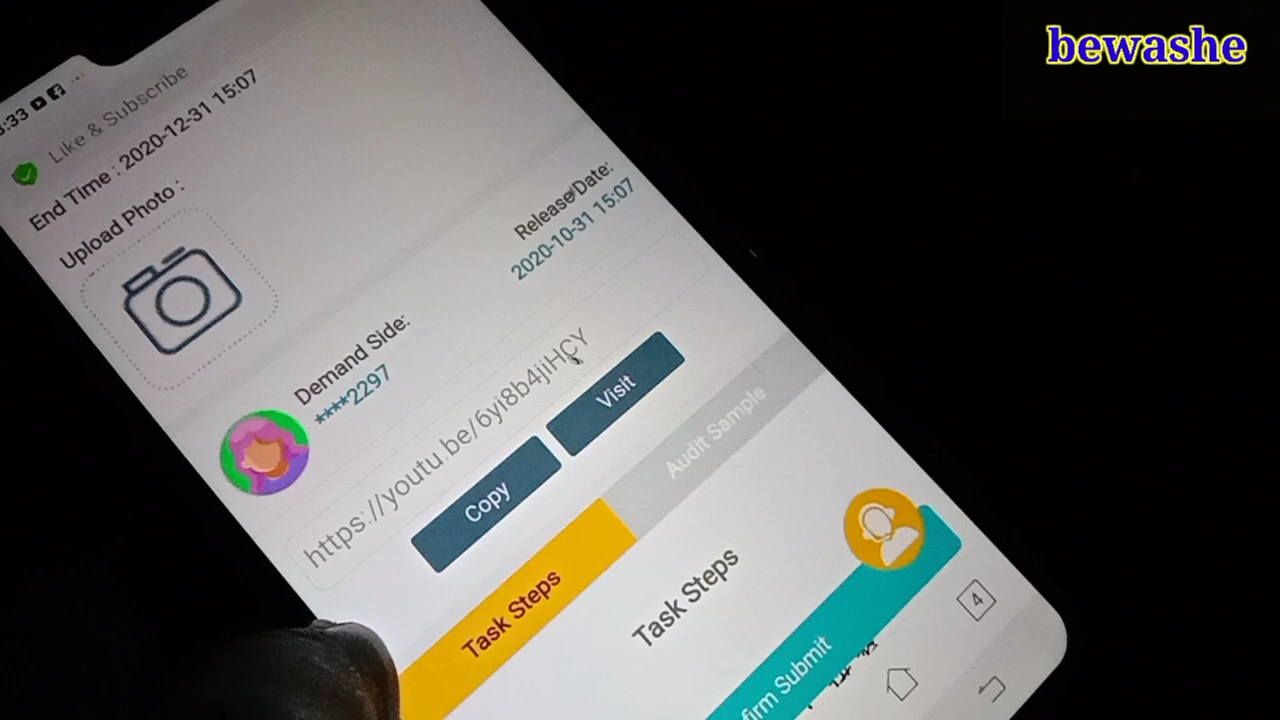 bewashe
:33
Like & Subscribe
End Time : 2020-12-31 15:07
Upload Photo :
Release Date:
2020-10-31 15:07
Demand Side:
****2297
https://youtu.be/6yi8b4jiHCY
Copy
Visit
Task Steps
Audit Sample
Task Steps
firm Submit
4